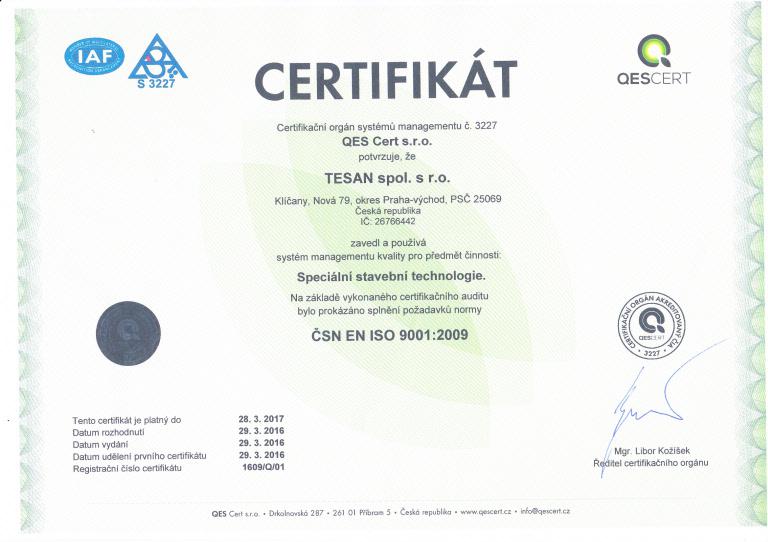 IAF
S 3227
CERTIFIKÁT
QESCERT
Certifikační orgán systémů managementu č. 3227
QES Cert s.r.o.
potvrzuje, že
TESAN spol. s r.o.
Klíčany, Nová 79, okres Praha-východ, PSČ 25069
Česká republika
IČ: 26766442
zavedl a používá
systém managementu kvality pro předmět činnosti:
Speciální stavební technologie.
Na základě vykonaného certifikačního auditu
bylo prokázáno splnění požadavků normy
ČSN EN ISO 9001:2009
CERTIFIKAČNÍ ORGÁN AKREDITOVANÝ ČIA
QESCERT
• 3227 •
Tento certifikát je platný do 28. 3. 2017
Datum rozhodnutí 29. 3. 2016
Datum vydání 29. 3. 2016
Datum udělení prvního certifikátu 29. 3. 2016
Registrační číslo certifikátu 1609/Q/01
Mgr. Libor Kožíšek
Ředitel certifikačního orgánu
QES Cert s.r.o. • Drkolnovská 287 • 261 01 Příbram 5 • Česká republika • www.qescert.cz • info@qescert.cz